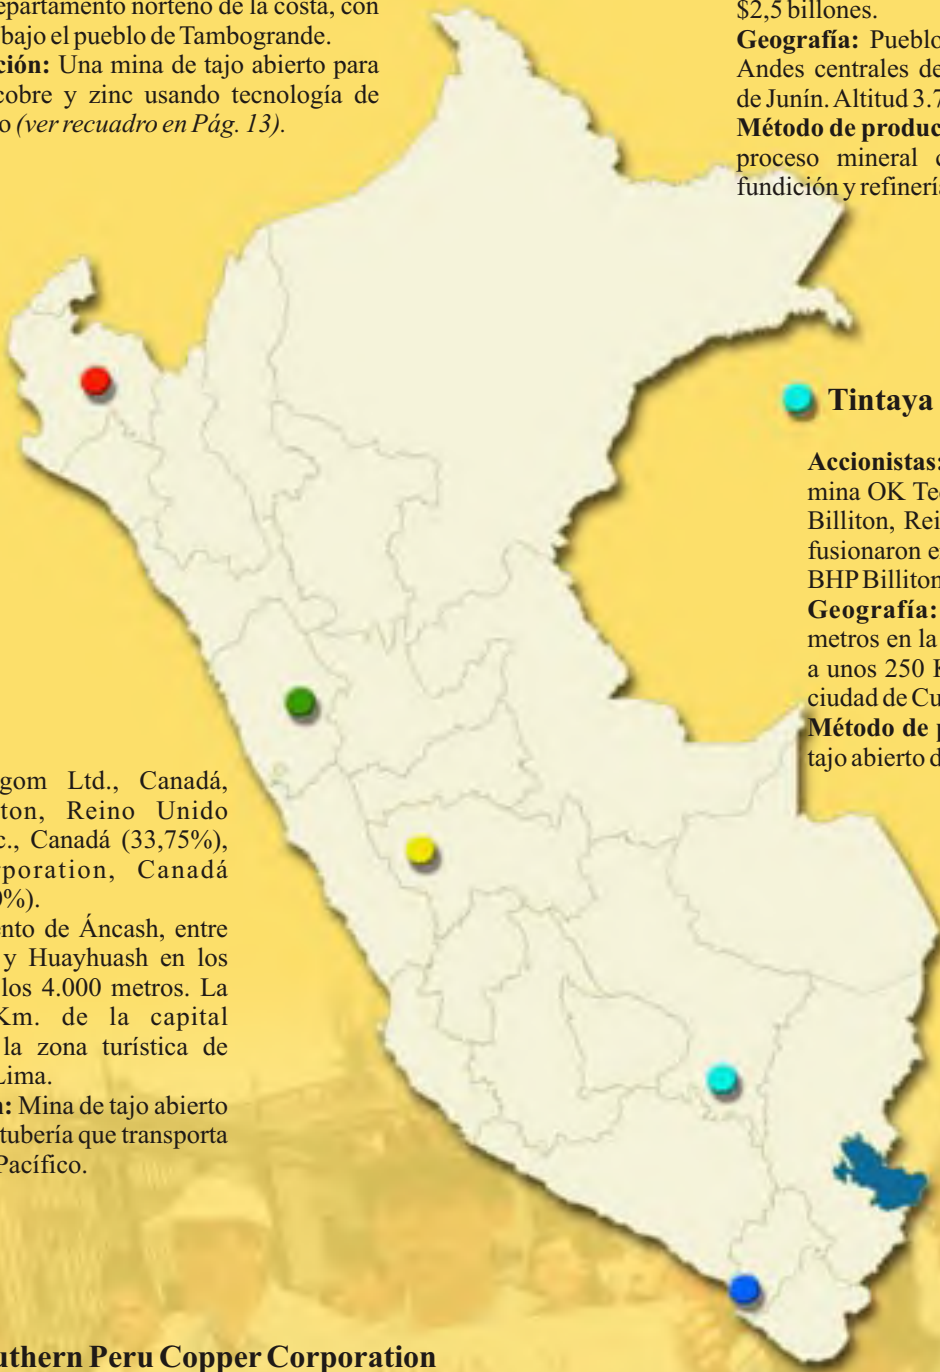 departamento norteño de la costa, con
bajo el pueblo de Tambogrande.
ción: Una mina de tajo abierto para
cobre y zinc usando tecnología de
o (ver recuadro en Pág. 13).
$2,5 billones.
Geografía: Pueblo
Andes centrales de
de Junín. Altitud 3.7
Método de produc
proceso mineral
fundición y refinería
Tintaya
Accionistas:
mina OK Te
Billiton, Rei
fusionaron e
BHP Billiton
Geografía:
metros en la
a unos 250 K
ciudad de Cu
Método de p
tajo abierto d
gom Ltd., Canadá,
ton, Reino Unido
c., Canadá (33,75%),
rporation, Canadá
0%).
nto de Áncash, entre
y Huayhuash en los
los 4.000 metros. La
Km. de la capital
la zona turística de
Lima.
n: Mina de tajo abierto
tubería que transporta
Pacífico.
uthern Peru Copper Corporation